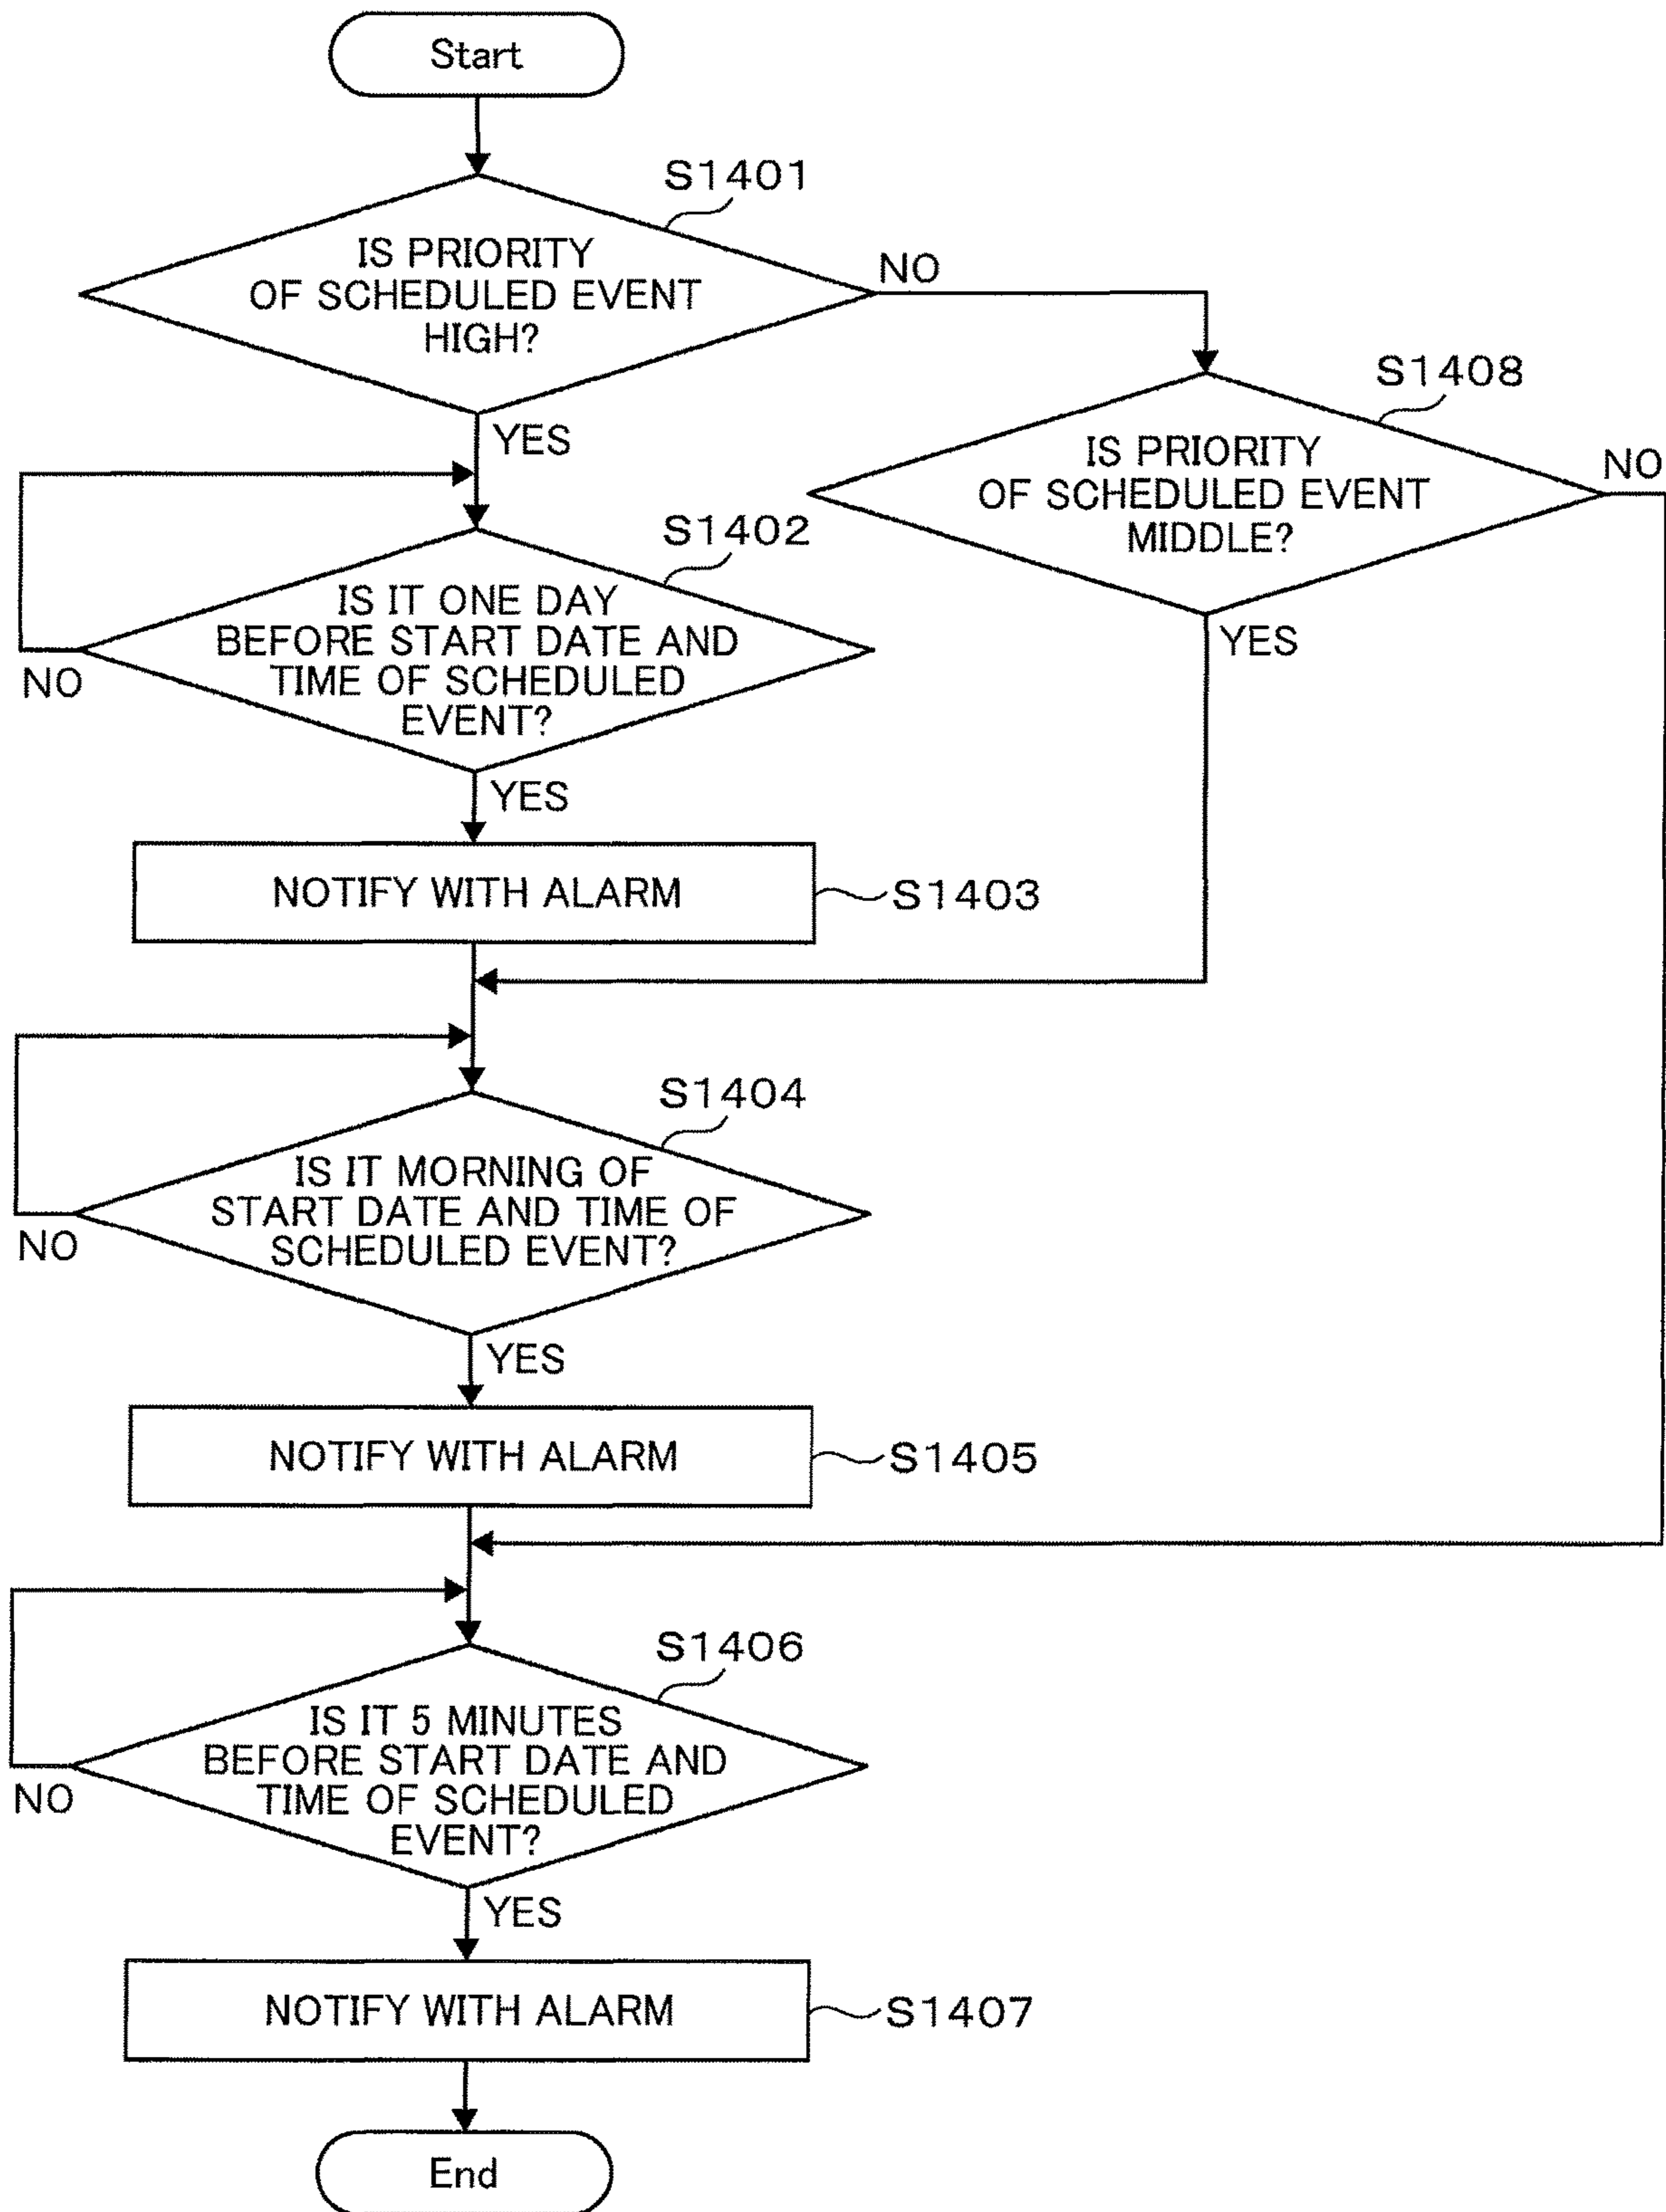 Start
S1401
IS PRIORITY
OF SCHEDULED EVENT
HIGH?
NO
YES
S1408
IS PRIORITY
OF SCHEDULED EVENT
MIDDLE?
NO
YES
S1402
IS IT ONE DAY
BEFORE START DATE AND
TIME OF SCHEDULED
EVENT?
NO
YES
NOTIFY WITH ALARM
S1403
S1404
IS IT MORNING OF
START DATE AND TIME OF
SCHEDULED EVENT?
NO
YES
NOTIFY WITH ALARM
S1405
S1406
IS IT 5 MINUTES
BEFORE START DATE AND
TIME OF SCHEDULED
EVENT?
NO
YES
NOTIFY WITH ALARM
S1407
End